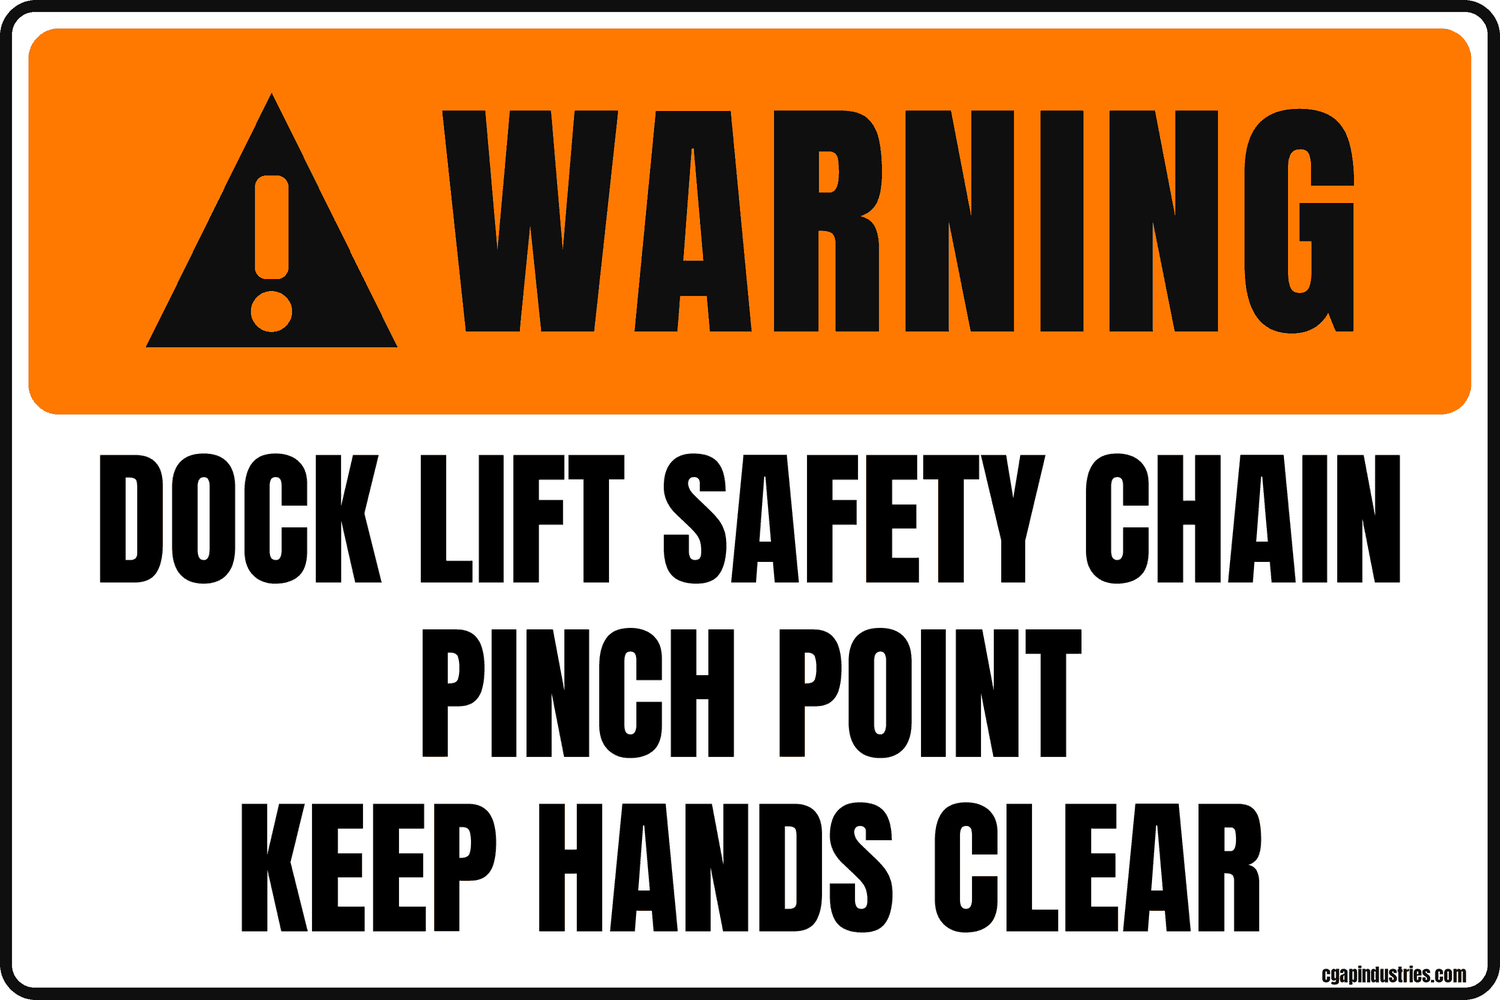 WARNING
DOCK LIFT SAFETY CHAIN
PINCH POINT
KEEP HANDS CLEAR
cgapindustries.com